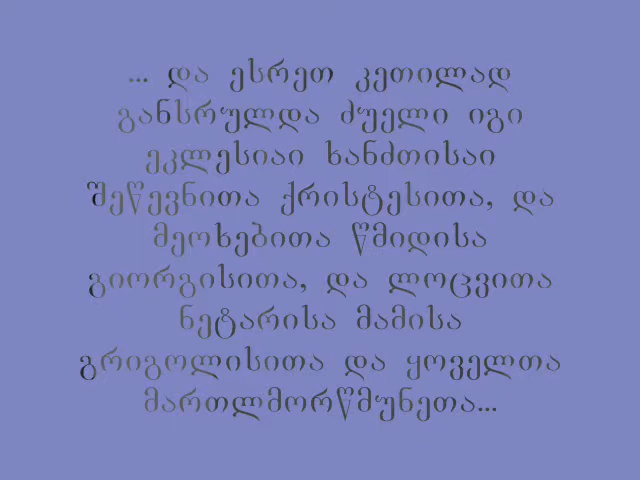 ... და ესრეთ კეთილად
განსრულდა ძუელი იგი
ეკლესიაი ხანძთისაი
შეწევნითა ქრისტესითა, და
მეოხებითა წმიდისა
გიორგისითა, და ლოცვითა
ნეტარისა მამისა
გრიგოლისითა და ყოველთა
მართლმორწმუნეთა...